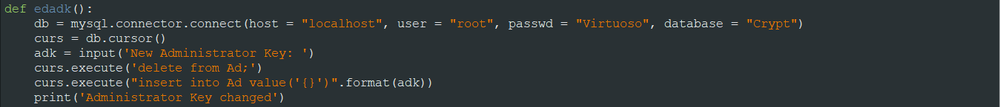 def edadk():
    db = mysql.connector.connect(host = "localhost", user = "root", passwd = "Virtuoso", database = "Crypt")
    curs = db.cursor()
    adk = input('New Administrator Key: ')
    curs.execute('delete from Ad;')
    curs.execute("insert into Ad value('{}')".format(adk))
    print('Administrator Key changed')